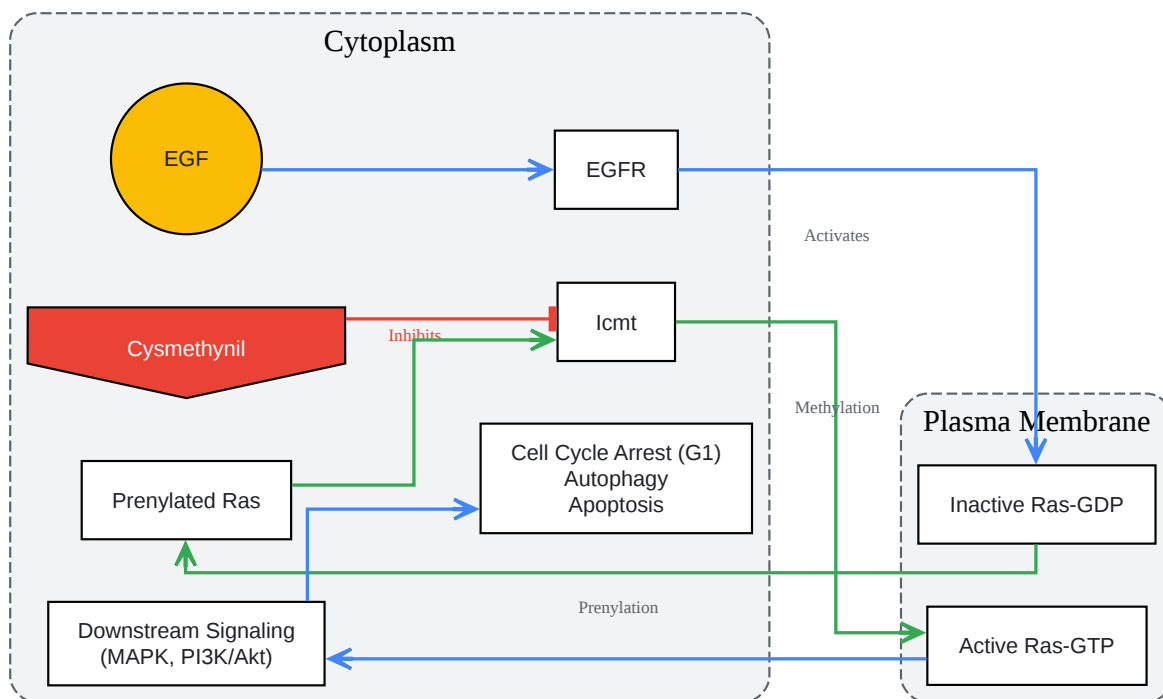 Cytoplasm
EGF
EGFR
Activates
Icmt
Inhibits
Cysmethynil
Methylation
Plasma Membrane
Cell Cycle Arrest (G1)
Autophagy
Apoptosis
Prenylated Ras
Inactive Ras-GDP
Prenylation
Downstream Signaling
(MAPK, PI3K/Akt)
Active Ras-GTP